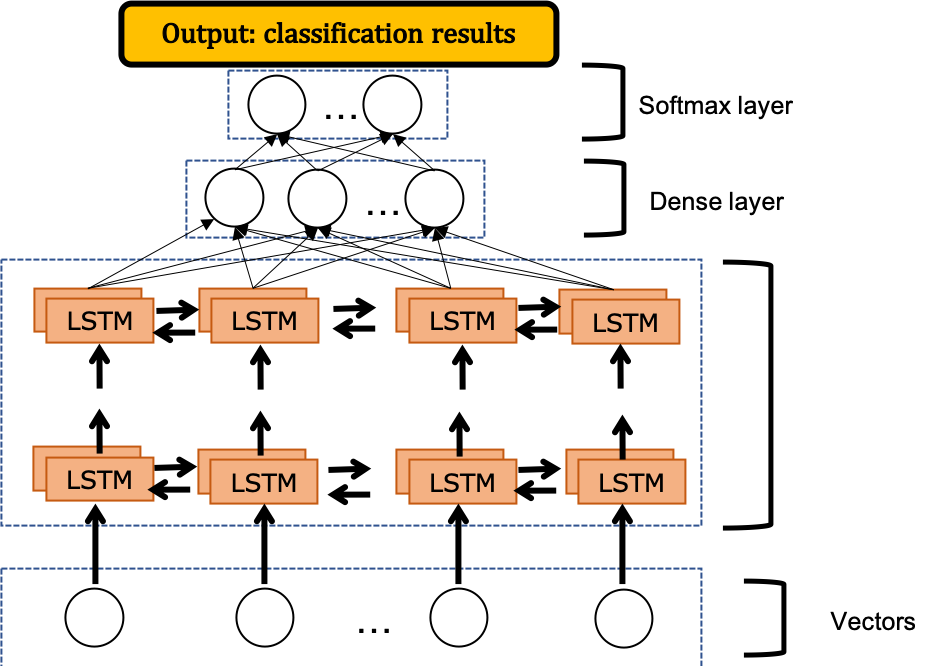 Output: classification results
...
Softmax layer
...
Dense layer
LSTM
LSTM
LSTM
LSTM
LSTM
LSTM
LSTM
LSTM
...
Vectors